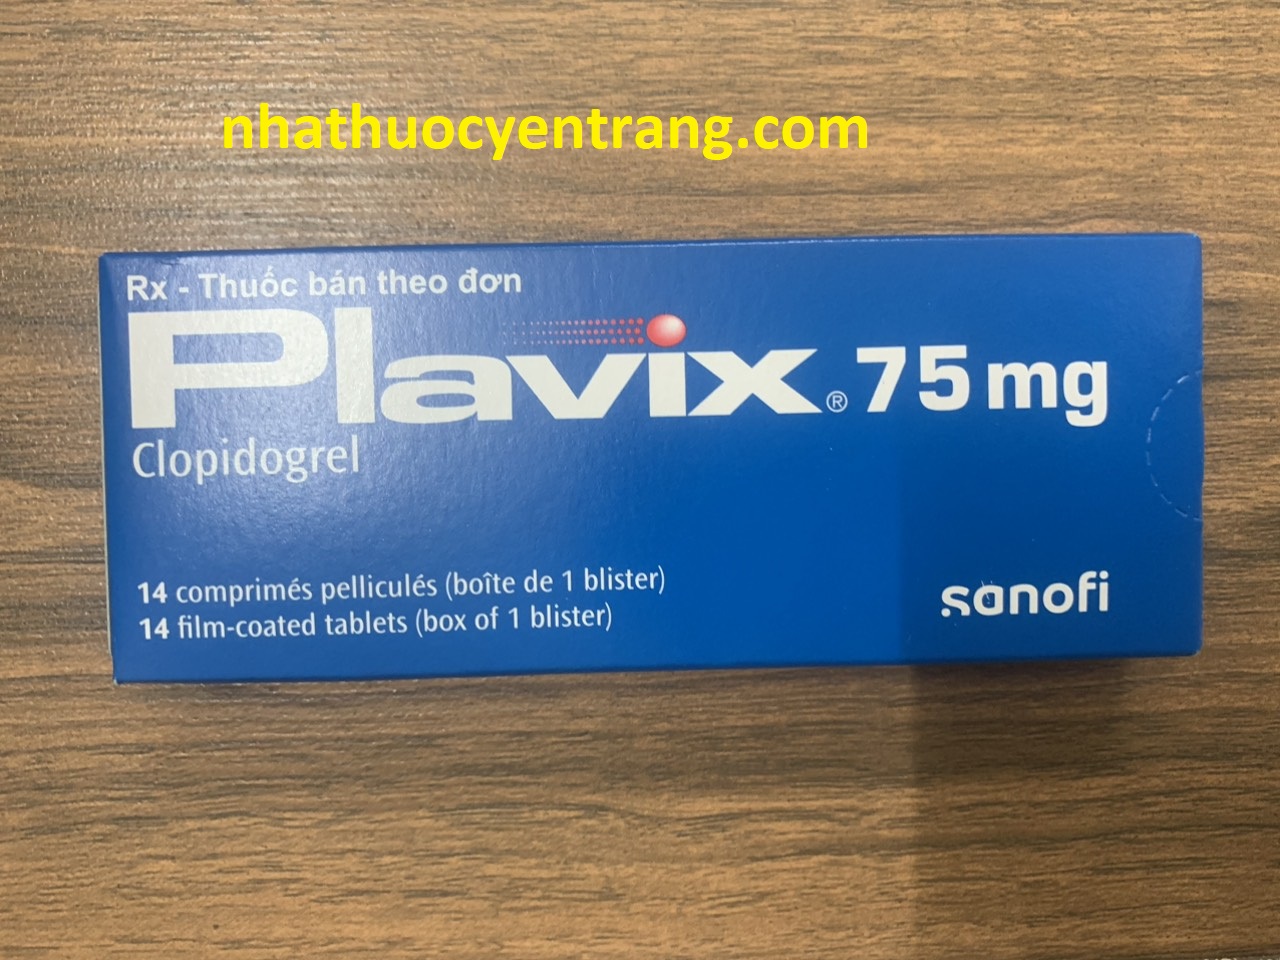 nhathuocyentrang.com
Rx - Thuốc bán theo đơn
Plavix® 75 mg
Clopidogrel
14 comprimés pelliculés (boîte de 1 blister)
14 film-coated tablets (box of 1 blister)
sanofi